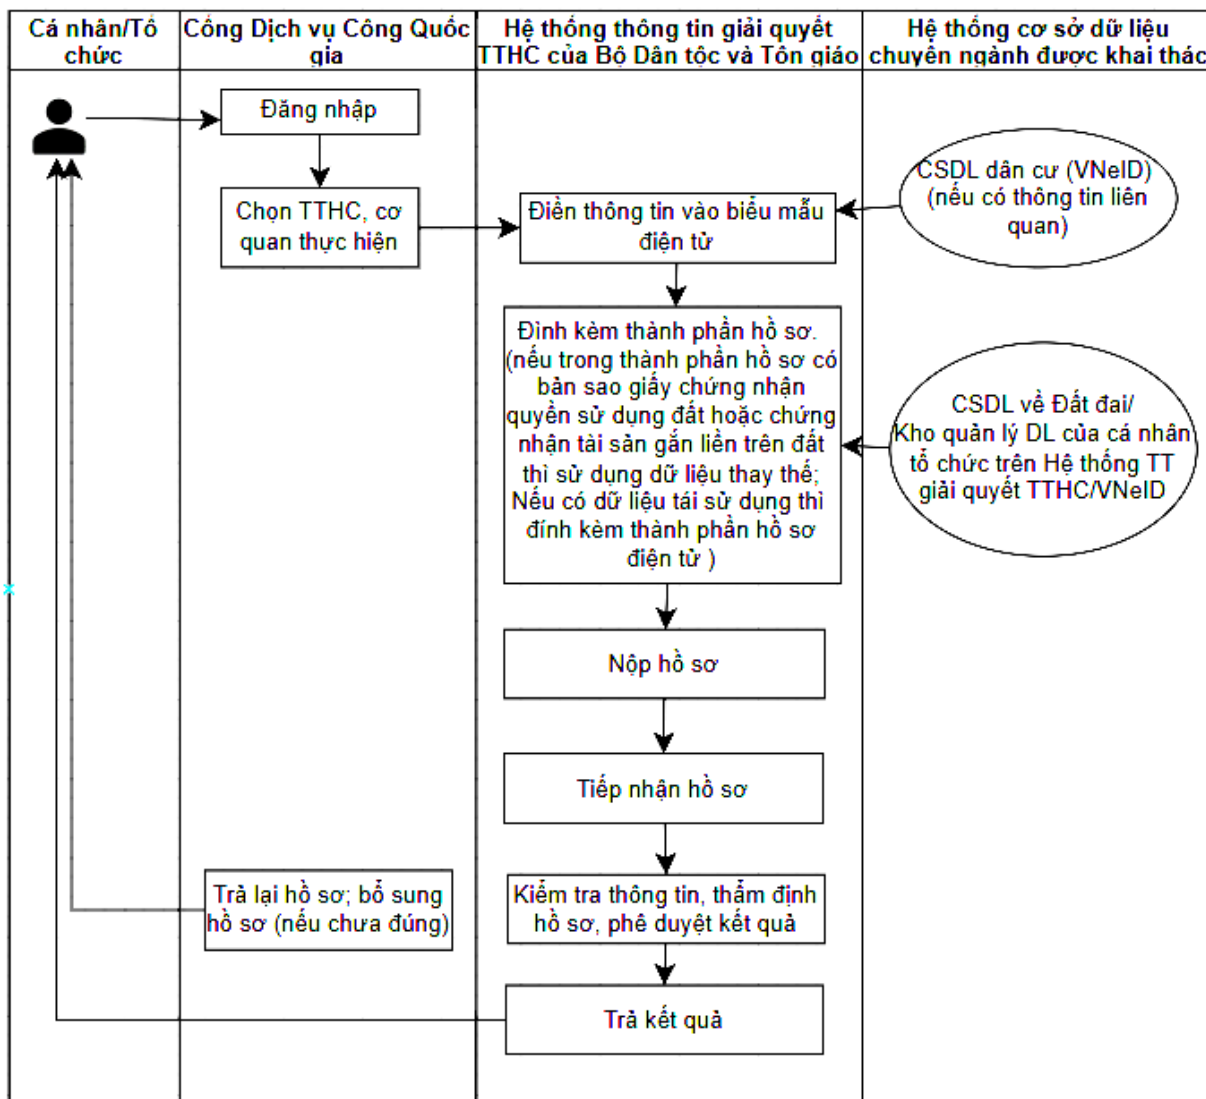 Cá nhân/Tổ
chức
Cổng Dịch vụ Công Quốc
gia
Hệ thống thông tin giải quyết
TTHC của Bộ Dân tộc và Tôn giáo
Hệ thống cơ sở dữ liệu
chuyên ngành được khai thác
Đăng nhập
Chọn TTHC, cơ
quan thực hiện
Điền thông tin vào biểu mẫu
điện tử
CSDL dân cư (VNeID)
(nếu có thông tin liên
quan)
Đính kèm thành phần hồ sơ.
(nếu trong thành phần hồ sơ có
bản sao giấy chứng nhận
quyền sử dụng đất hoặc chứng
nhận tài sản gắn liền trên đất
thì sử dụng dữ liệu thay thế;
Nếu có dữ liệu tái sử dụng thì
đính kèm thành phần hồ sơ
điện tử )
CSDL về Đất đai/
Kho quản lý DL của cá nhân
tổ chức trên Hệ thống TT
giải quyết TTHC/VNeID
Nộp hồ sơ
Tiếp nhận hồ sơ
Trả lại hồ sơ; bổ sung
hồ sơ (nếu chưa đúng)
Kiểm tra thông tin, thẩm định
hồ sơ, phê duyệt kết quả
Trả kết quả